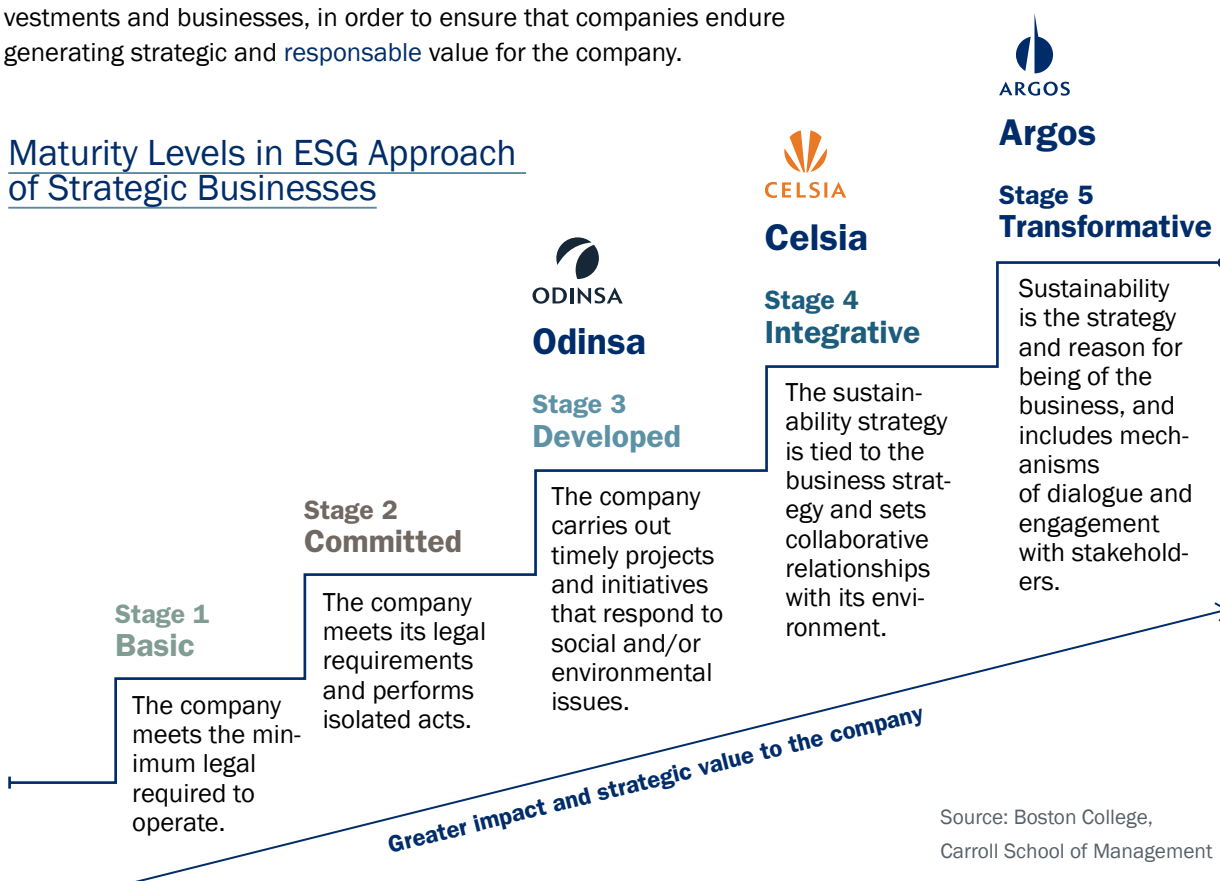 vestments and businesses, in order to ensure that companies endure
generating strategic and responsable value for the company.
Maturity Levels in ESG Approach
of Strategic Businesses
Stage 1
Basic
The company
meets the min-
imum legal
required to
operate.
Stage 2
Committed
The company
meets its legal
requirements
and performs
isolated acts.
ODINSA
Odinsa
Stage 3
Developed
The company
carries out
timely projects
and initiatives
that respond to
social and/or
environmental
issues.
CELSIA
Celsia
Stage 4
Integrative
The sustain-
ability strategy
is tied to the
business strat-
egy and sets
collaborative
relationships
with its envi-
ronment.
ARGOS
Argos
Stage 5
Transformative
Sustainability
is the strategy
and reason for
being of the
business, and
includes mech-
anisms
of dialogue and
engagement
with stakehold-
ers.
Greater impact and strategic value to the company
Source: Boston College,
Carroll School of Management